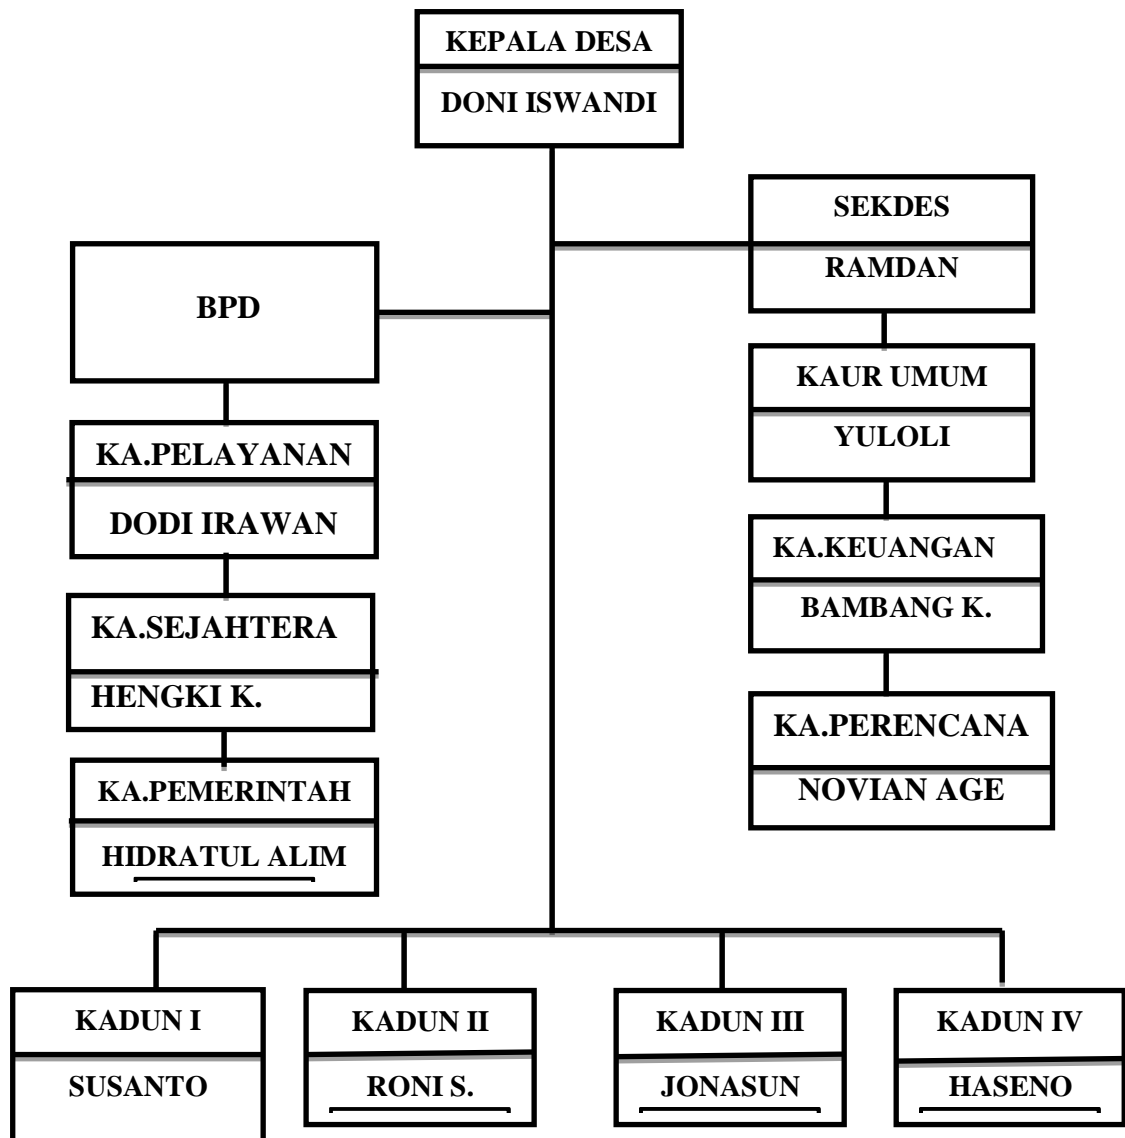 KEPALA DESA
DONI ISWANDI
SEKDES
RAMDAN
BPD
KAUR UMUM
YULOLI
KA.PELAYANAN
DODI IRAWAN
KA.KEUANGAN
BAMBANG K.
KA.SEJAHTERA
HENGKI K.
KA.PERENCANA
NOVIAN AGE
KA.PEMERINTAH
HIDRATUL ALIM
KADUN I
SUSANTO
KADUN II
RONI S.
KADUN III
JONASUN
KADUN IV
HASENO